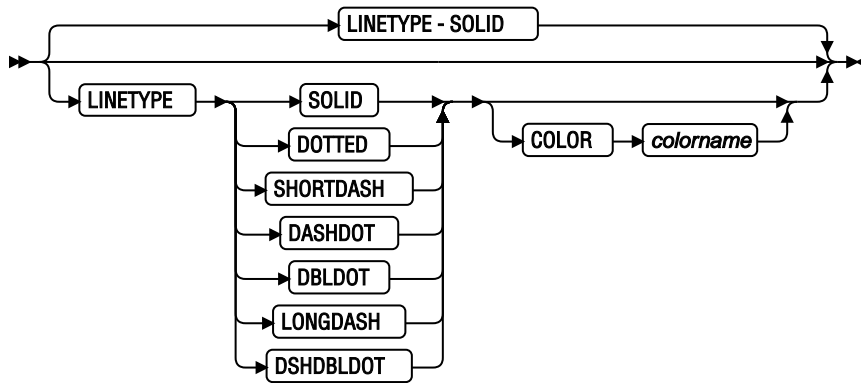 LINETYPE - SOLID
LINETYPE
SOLID
DOTTED
SHORTDASH
DASHDOT
DBLDOT
LONGDASH
DSHDBLDOT
COLOR
colorname